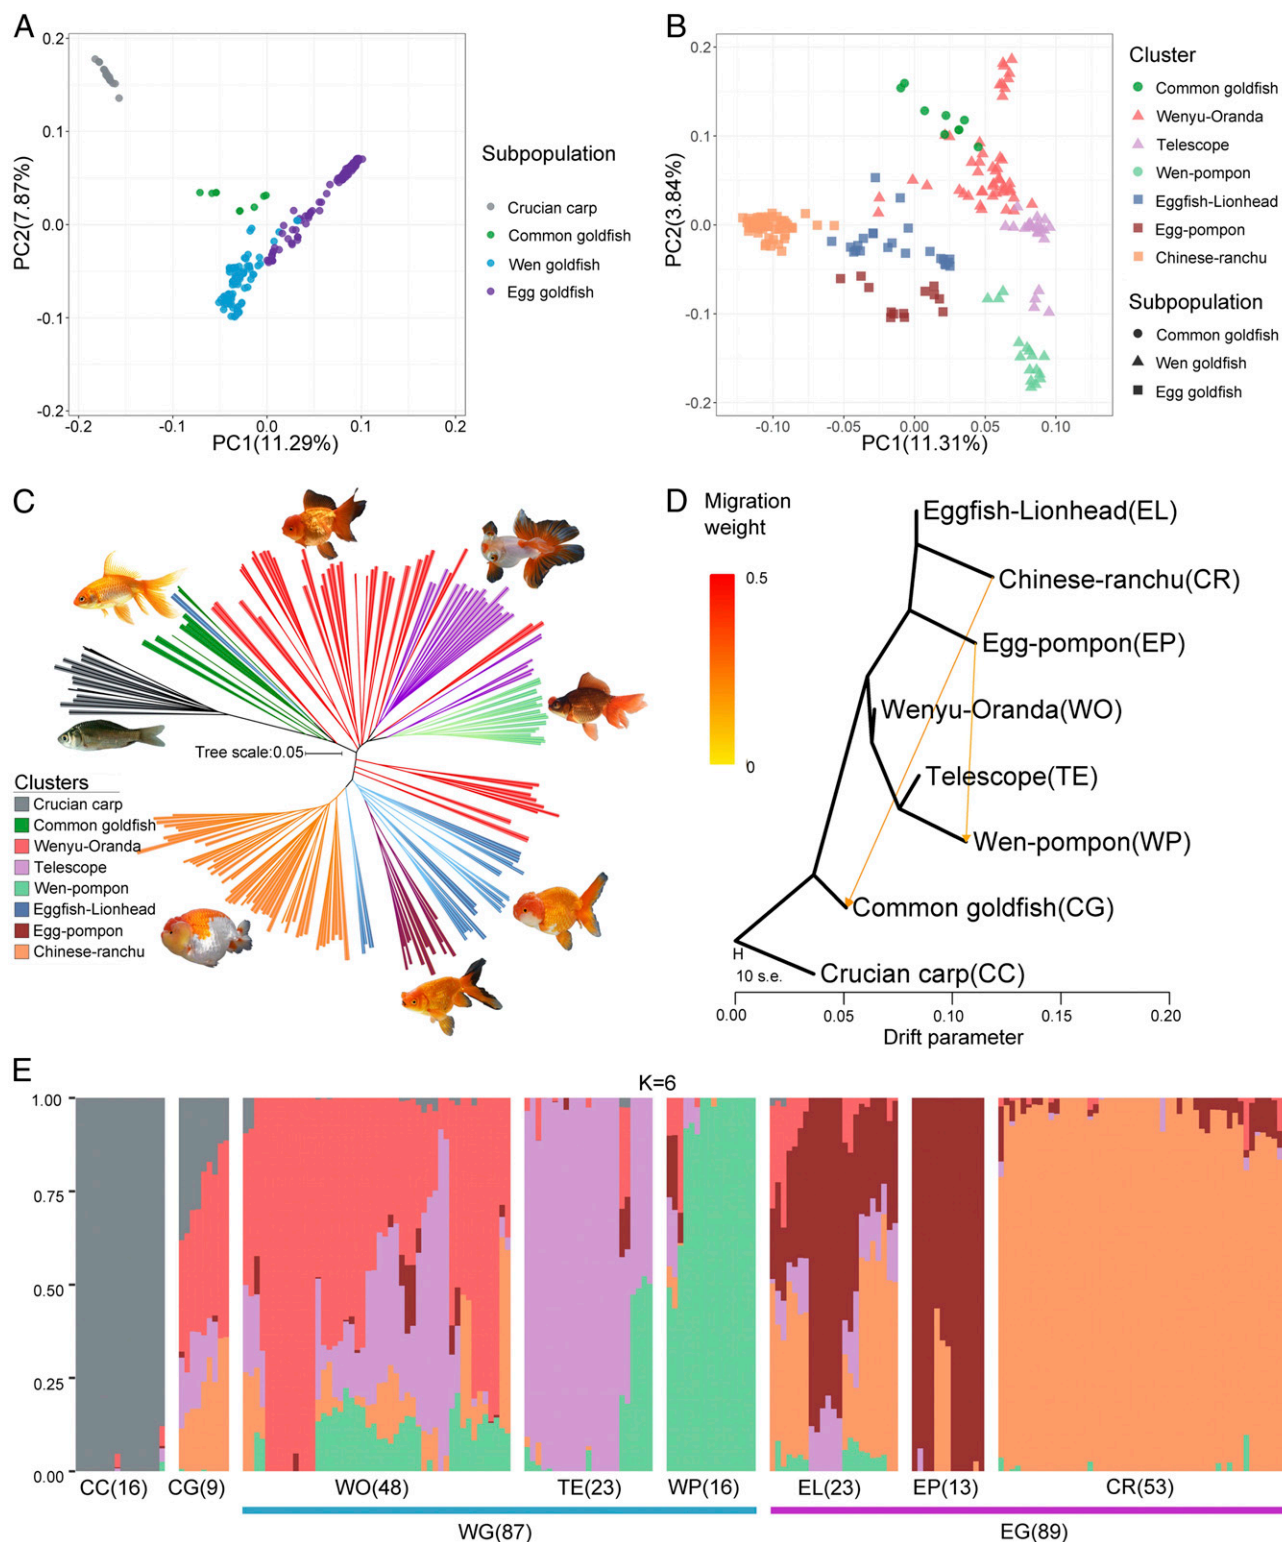 A
0.2
0.1
0.0
-0.1
-0.2
-0.2
-0.1
0.0
0.1
0.2
PC2(7.87%)
PC1(11.29%)
Subpopulation
Crucian carp
Common goldfish
Wen goldfish
Egg goldfish
B
0.2
0.1
0.0
-0.1
-0.2
-0.10
-0.05
0.00
0.05
0.10
PC2(3.84%)
PC1(11.31%)
Cluster
Common goldfish
Wenyu-Oranda
Telescope
Wen-pompon
Eggfish-Lionhead
Egg-pompon
Chinese-ranchu
Subpopulation
Common goldfish
Wen goldfish
Egg goldfish
C
Tree scale:0.05
Clusters
Crucian carp
Common goldfish
Wenyu-Oranda
Telescope
Wen-pompon
Eggfish-Lionhead
Egg-pompon
Chinese-ranchu
D
Migration
weight
0.5
0
Eggfish-Lionhead(EL)
Chinese-ranchu(CR)
Egg-pompon(EP)
Wenyu-Oranda(WO)
Telescope(TE)
Wen-pompon(WP)
Common goldfish(CG)
Crucian carp(CC)
10 s.e.
0.00
0.05
0.10
0.15
0.20
Drift parameter
E
K=6
1.00
0.75
0.50
0.25
0.00
CC(16)
CG(9)
WO(48)
TE(23)
WP(16)
EL(23)
EP(13)
CR(53)
WG(87)
EG(89)